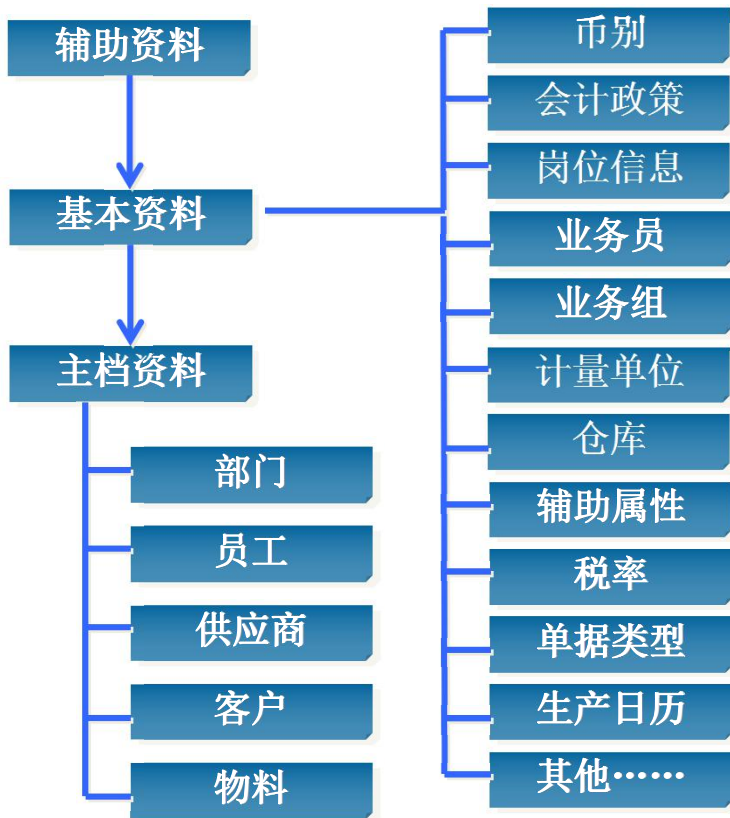 辅助资料
基本资料
主档资料
部门
员工
供应商
客户
物料
币别
会计政策
岗位信息
业务员
业务组
计量单位
仓库
辅助属性
税率
单据类型
生产日历
其他……